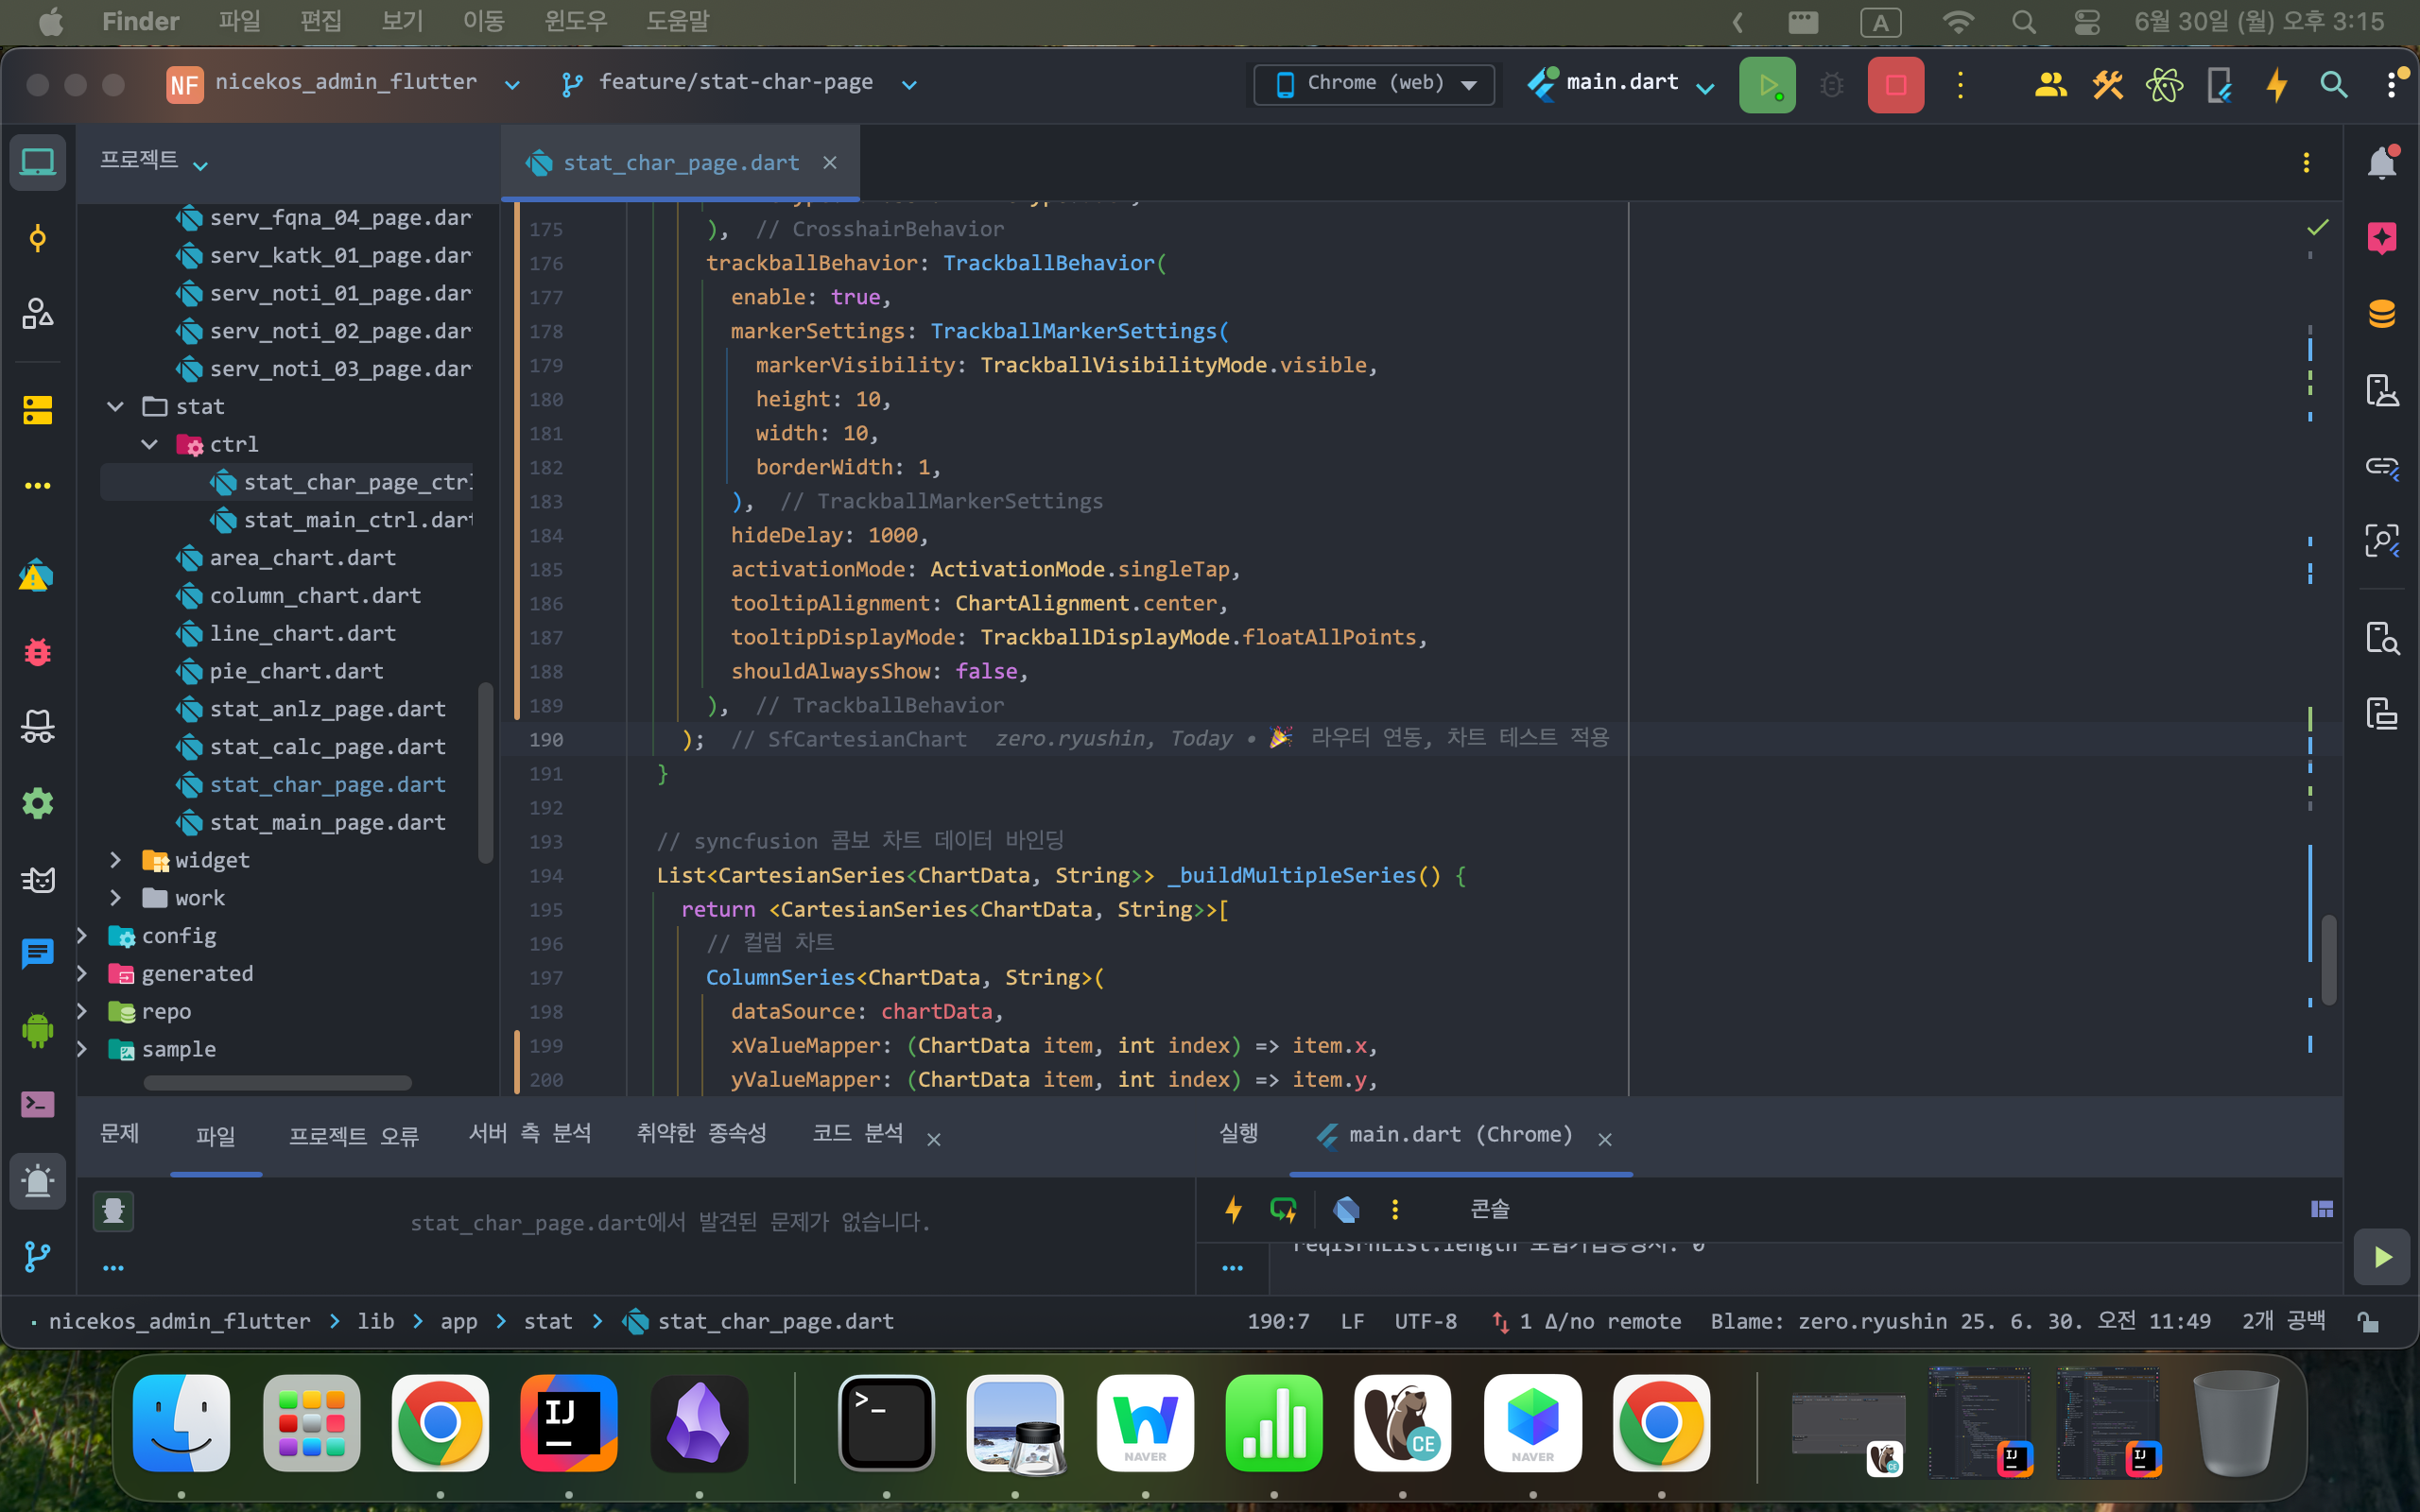 Finder 파일 편집 보기 이동 윈도우 도움말 A 6월 30일 (월) 오후 3:15
NF nicekos_admin_flutter feature/stat-char-page Chrome (web) main.dart
프로젝트
stat_char_page.dart
serv_fqna_04_page.dar
serv_katk_01_page.dar
serv_noti_01_page.dar
serv_noti_02_page.dar
serv_noti_03_page.dar
stat
ctrl
stat_char_page_ctr
stat_main_ctrl.dart
area_chart.dart
column_chart.dart
line_chart.dart
pie_chart.dart
stat_anlz_page.dart
stat_calc_page.dart
stat_char_page.dart
stat_main_page.dart
widget
work
config
generated
repo
sample
175 ), // CrosshairBehavior
176 trackballBehavior: TrackballBehavior(
177 enable: true,
178 markerSettings: TrackballMarkerSettings(
179 markerVisibility: TrackballVisibilityMode.visible,
180 height: 10,
181 width: 10,
182 borderWidth: 1,
183 ), // TrackballMarkerSettings
184 hideDelay: 1000,
185 activationMode: ActivationMode.singleTap,
186 tooltipAlignment: ChartAlignment.center,
187 tooltipDisplayMode: TrackballDisplayMode.floatAllPoints,
188 shouldAlwaysShow: false,
189 ), // TrackballBehavior
190 ); // SfCartesianChart zero.ryushin, Today • 🎉 라우터 연동, 차트 테스트 적용
191 }
192
193 // syncfusion 콤보 차트 데이터 바인딩
194 List<CartesianSeries<ChartData, String>> _buildMultipleSeries() {
195 return <CartesianSeries<ChartData, String>>[
196 // 컬럼 차트
197 ColumnSeries<ChartData, String>(
198 dataSource: chartData,
199 xValueMapper: (ChartData item, int index) => item.x,
200 yValueMapper: (ChartData item, int index) => item.y,
문제 파일 프로젝트 오류 서버 측 분석 취약한 종속성 코드 분석
stat_char_page.dart에서 발견된 문제가 없습니다.
실행 main.dart (Chrome)
콘솔
nicekos_admin_flutter lib app stat stat_char_page.dart 190:7 LF UTF-8 1 Δ/no remote Blame: zero.ryushin 25. 6. 30. 오전 11:49 2개 공백
IJ
>_
NAVER
CE
NAVER
IJ
IJ